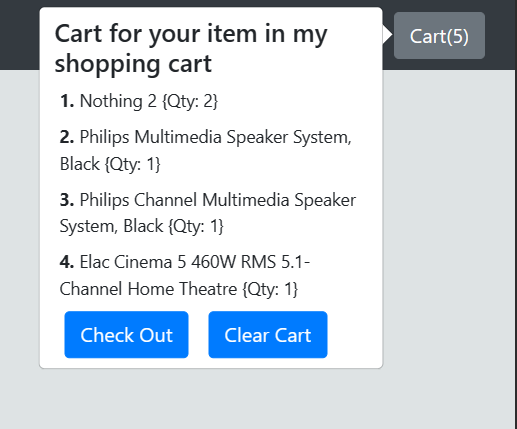 Cart for your item in my
shopping cart
Cart(5)
1. Nothing 2 {Qty: 2}
2. Philips Multimedia Speaker System,
Black {Qty: 1}
3. Philips Channel Multimedia Speaker
System, Black {Qty: 1}
4. Elac Cinema 5 460W RMS 5.1-
Channel Home Theatre {Qty: 1}
Check Out
Clear Cart